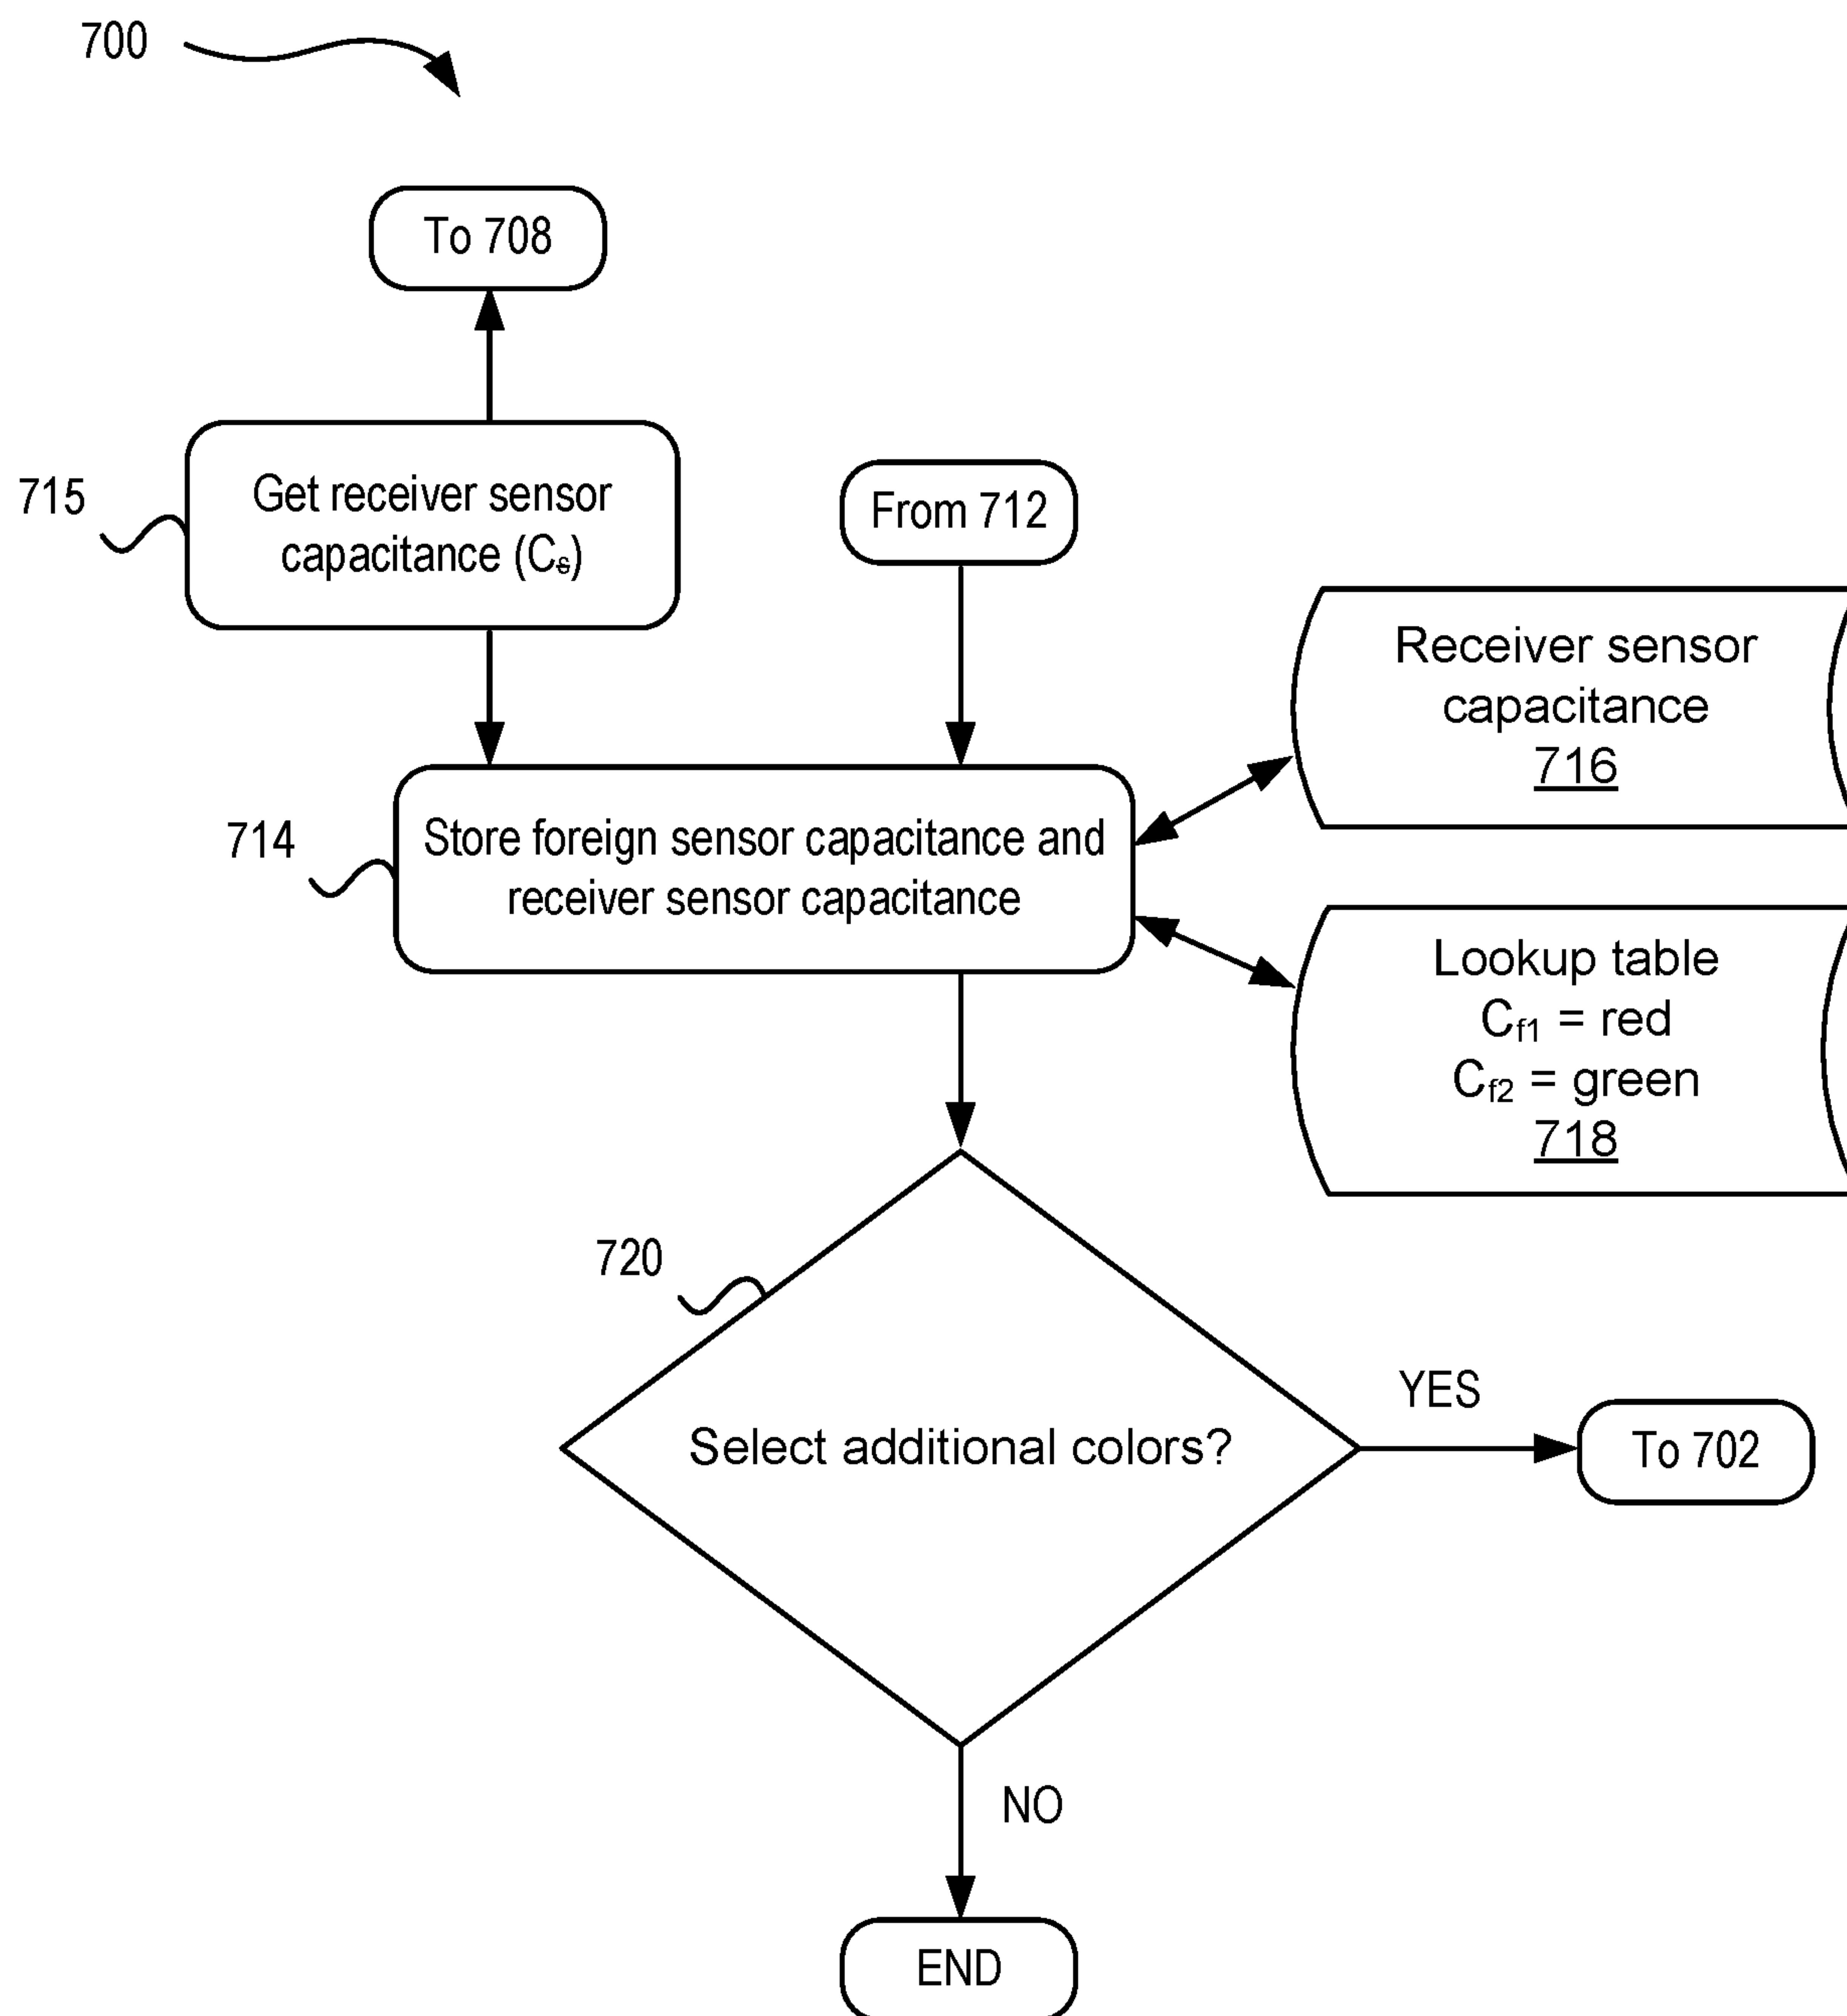 700
To 708
715
Get receiver sensor
capacitance (Cs)
From 712
Receiver sensor
capacitance
716
714
Store foreign sensor capacitance and
receiver sensor capacitance
Lookup table
Cf1 = red
Cf2 = green
718
720
Select additional colors?
YES
To 702
NO
END